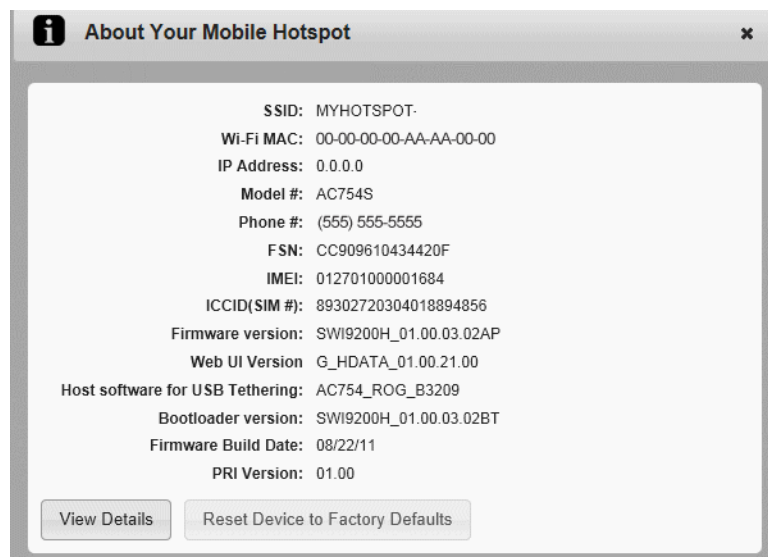 About Your Mobile Hotspot
SSID: MYHOTSPOT-
Wi-Fi MAC: 00-00-00-00-AA-AA-00-00
IP Address: 0.0.0.0
Model #: AC754S
Phone #: (555) 555-5555
FSN: CC909610434420F
IMEI: 012701000001684
ICCID(SIM #): 89302720304018894856
Firmware version: SWI9200H_01.00.03.02AP
Web UI Version G_HDATA_01.00.21.00
Host software for USB Tethering: AC754_ROG_B3209
Bootloader version: SWI9200H_01.00.03.02BT
Firmware Build Date: 08/22/11
PRI Version: 01.00
View Details Reset Device to Factory Defaults